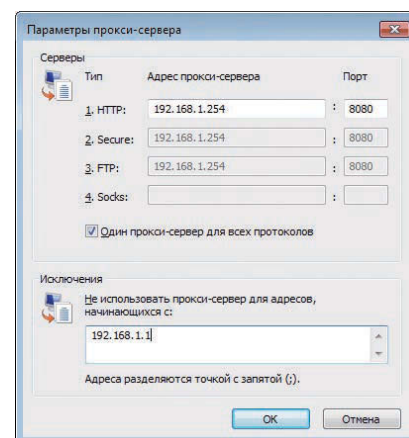 Параметры прокси-сервера
Серверы
Тип Адрес прокси-сервера Порт
1. HTTP: 192.168.1.254 : 8080
2. Secure: 192.168.1.254 : 8080
3. FTP: 192.168.1.254 : 8080
4. Socks: :
Один прокси-сервер для всех протоколов
Исключения
Не использовать прокси-сервер для адресов,
начинающихся с:
192.168.1.1
Адреса разделяются точкой с запятой (;).
ОК Отмена